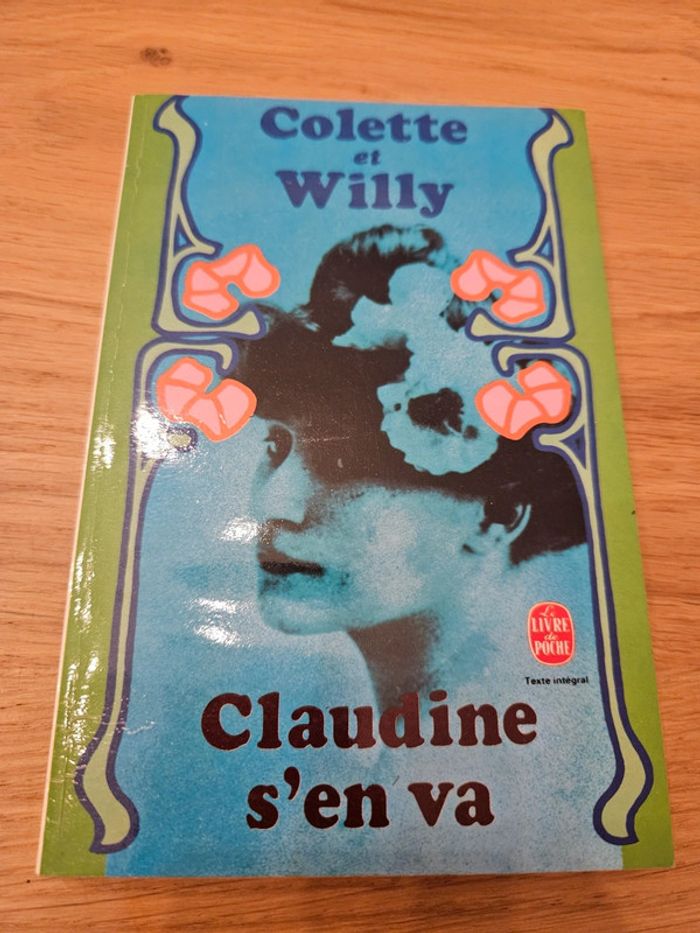 Colette
et
Willy
Le
LIVRE
de
POCHE
Texte intégral
Claudine
s'en va